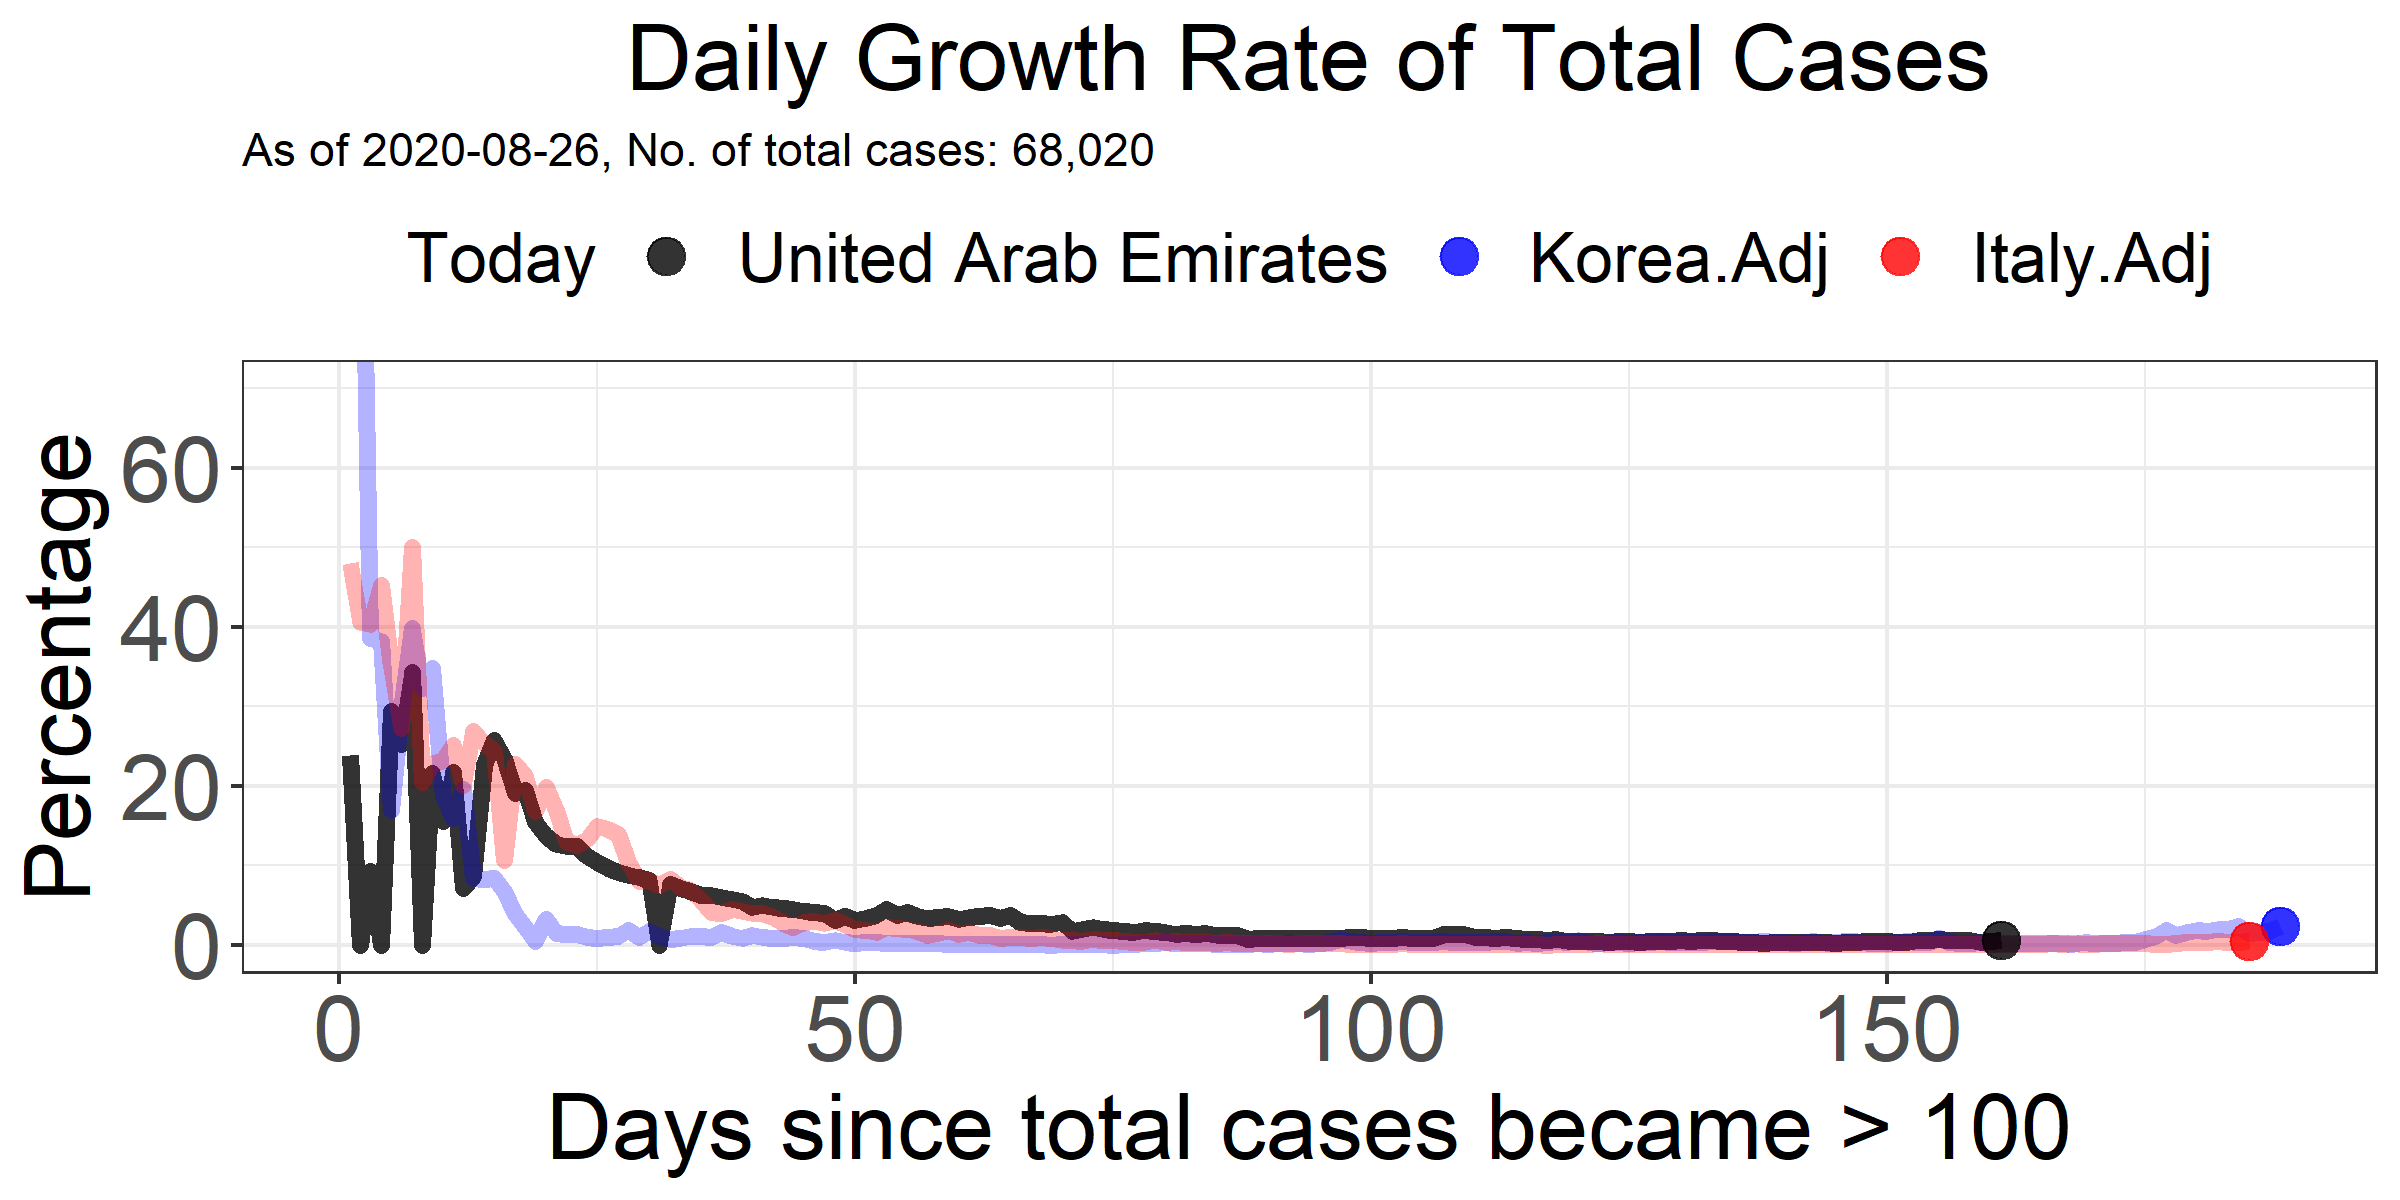 Daily Growth Rate of Total Cases
As of 2020-08-26, No. of total cases: 68,020
Today United Arab Emirates Korea.Adj Italy.Adj
Percentage
60
40
20
0
0 50 100 150
Days since total cases became > 100